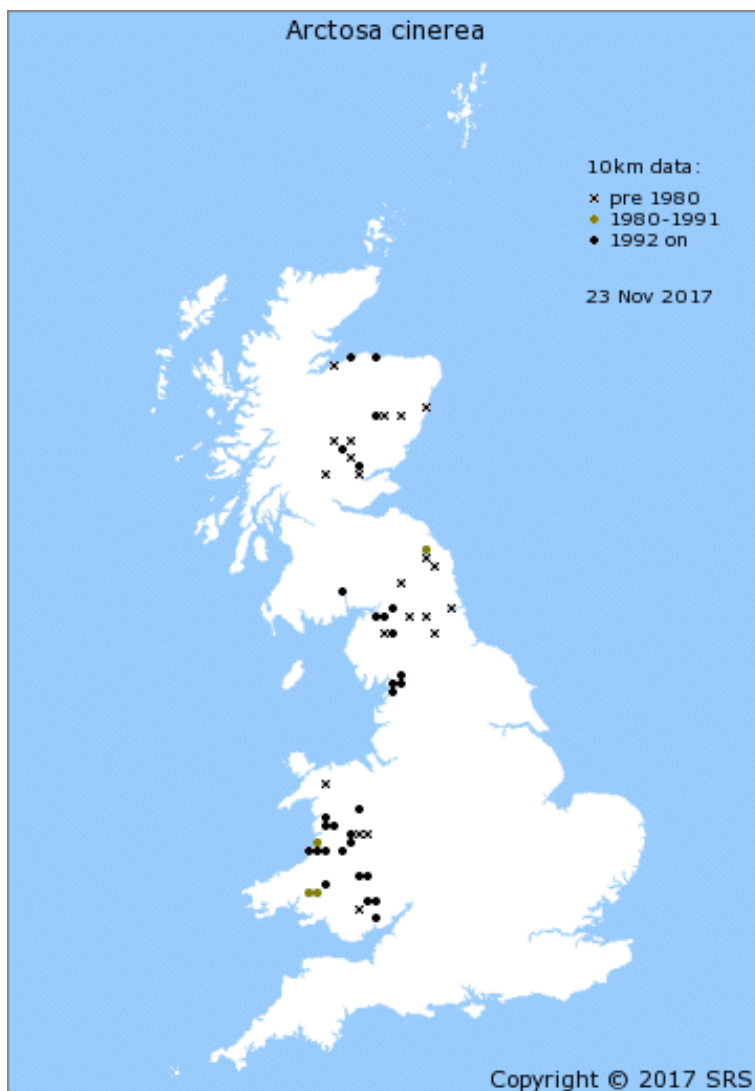 Arctosa cinerea
10km data:
pre 1980
1980-1991
1992 on
23 Nov 2017
Copyright © 2017 SRS